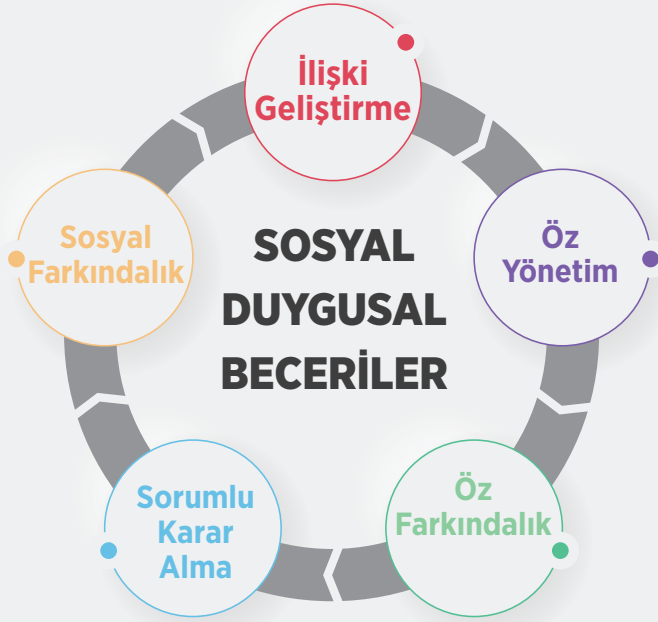 İlişki
Geliştirme
Sosyal
Farkındalık
SOSYAL
DUYGUSAL
BECERİLER
Öz
Yönetim
Sorumlu
Karar
Alma
Öz
Farkındalık